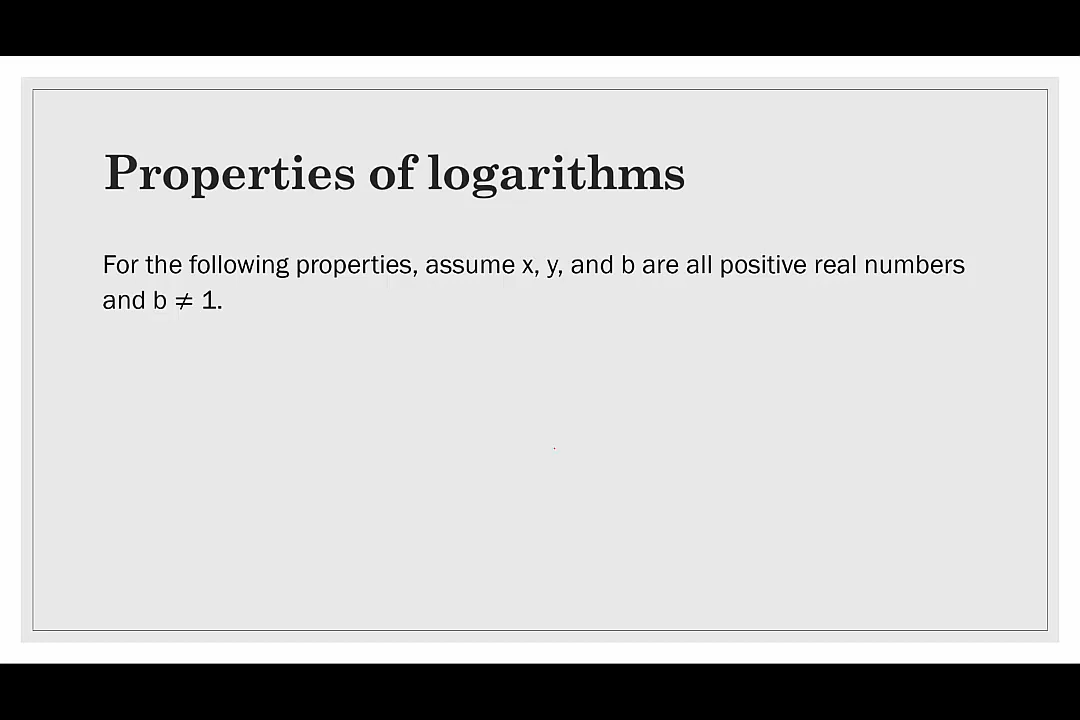 Properties of logarithms
For the following properties, assume x, y, and b are all positive real numbers
and b ≠ 1.